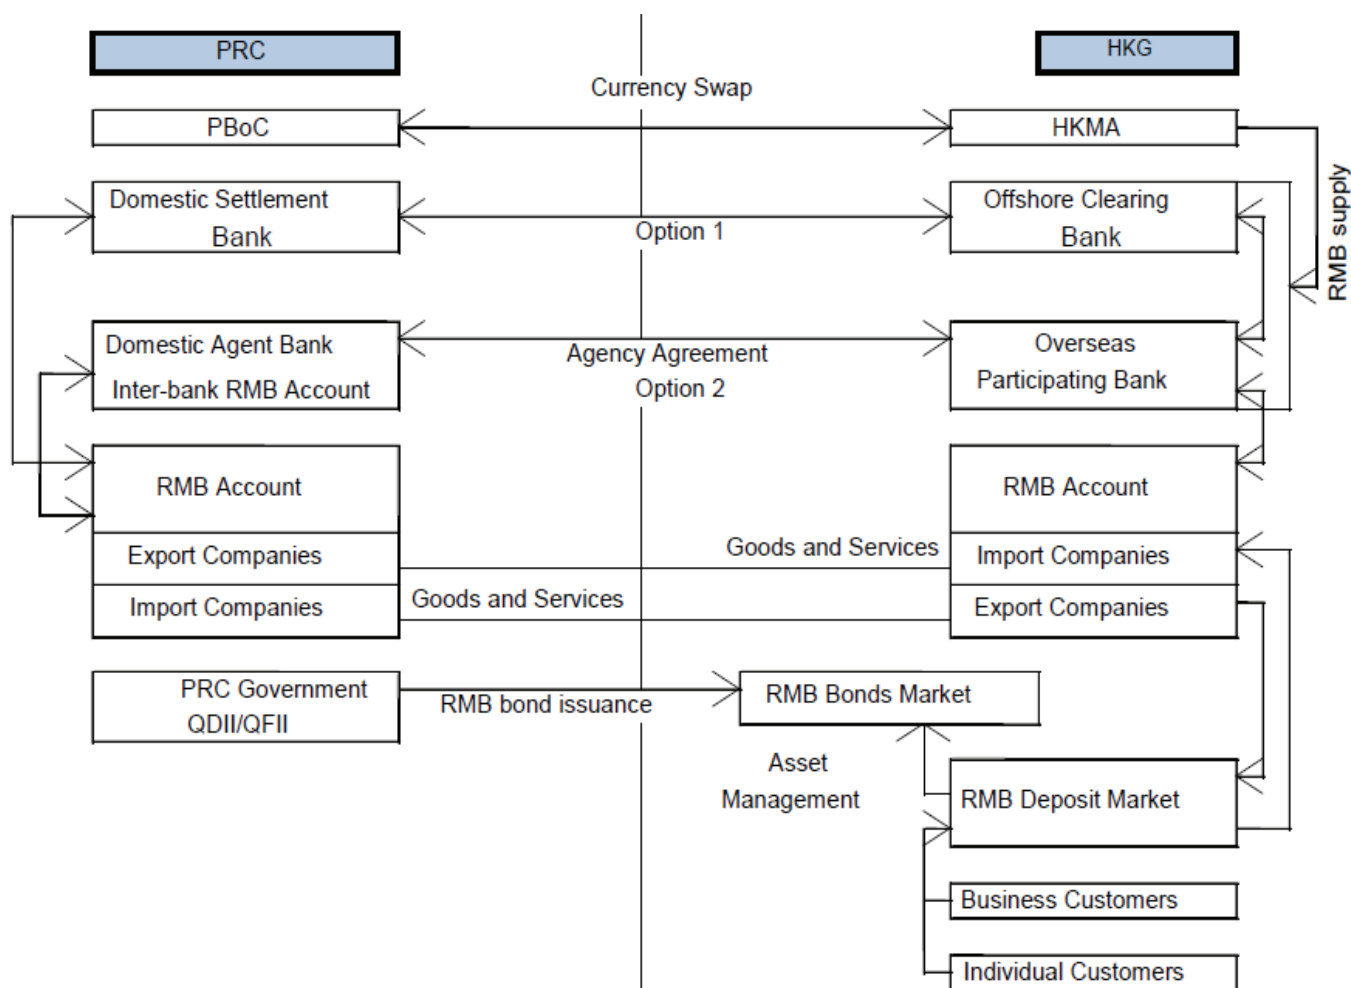 PRC
HKG
Currency Swap
PBoC
HKMA
RMB supply
Domestic Settlement
Bank
Offshore Clearing
Bank
Option 1
Domestic Agent Bank
Inter-bank RMB Account
Agency Agreement
Option 2
Overseas
Participating Bank
RMB Account
RMB Account
Export Companies
Goods and Services
Import Companies
Import Companies
Goods and Services
Export Companies
PRC Government
QDII/QFII
RMB bond issuance
RMB Bonds Market
Asset
Management
RMB Deposit Market
Business Customers
Individual Customers